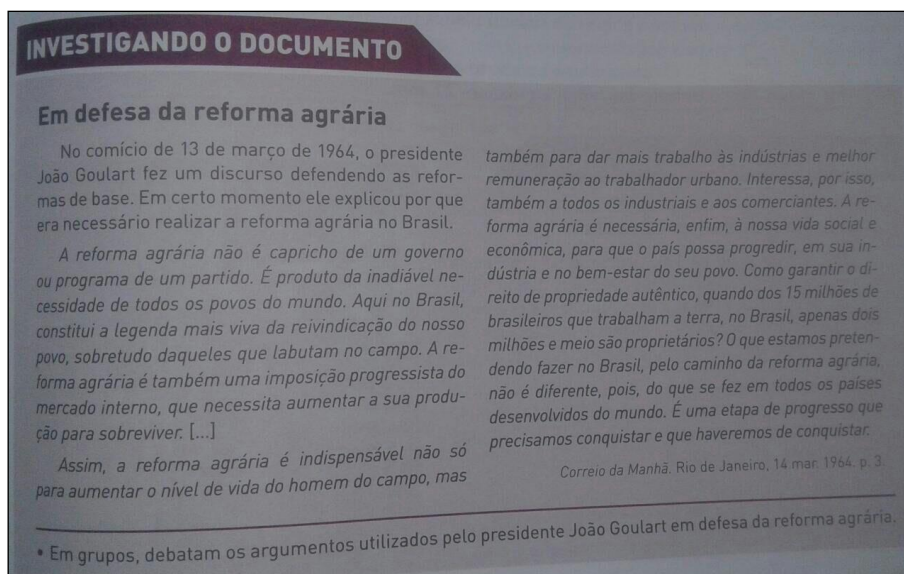 INVESTIGANDO O DOCUMENTO
Em defesa da reforma agrária
No comício de 13 de março de 1964, o presidente
João Goulart fez um discurso defendendo as refor-
mas de base. Em certo momento ele explicou por que
era necessário realizar a reforma agrária no Brasil.
A reforma agrária não é capricho de um governo
ou programa de um partido. É produto da inadiável ne-
cessidade de todos os povos do mundo. Aqui no Brasil,
constitui a legenda mais viva da reivindicação do nosso
povo, sobretudo daqueles que labutam no campo. A re-
forma agrária é também uma imposição progressista do
mercado interno, que necessita aumentar a sua produ-
ção para sobreviver. [...]
Assim, a reforma agrária é indispensável não só
para aumentar o nível de vida do homem do campo, mas
também para dar mais trabalho às indústrias e melhor
remuneração ao trabalhador urbano. Interessa, por isso,
também a todos os industriais e aos comerciantes. A re-
forma agrária é necessária, enfim, à nossa vida social e
econômica, para que o país possa progredir, em sua in-
dústria e no bem-estar do seu povo. Como garantir o di-
reito de propriedade autêntico, quando dos 15 milhões de
brasileiros que trabalham a terra, no Brasil, apenas dois
milhões e meio são proprietários? O que estamos preten-
dendo fazer no Brasil, pelo caminho da reforma agrária,
não é diferente, pois, do que se fez em todos os países
desenvolvidos do mundo. É uma etapa de progresso que
precisamos conquistar e que haveremos de conquistar.
Correio da Manhã. Rio de Janeiro, 14 mar. 1964. p. 3.
• Em grupos, debatam os argumentos utilizados pelo presidente João Goulart em defesa da reforma agrária.